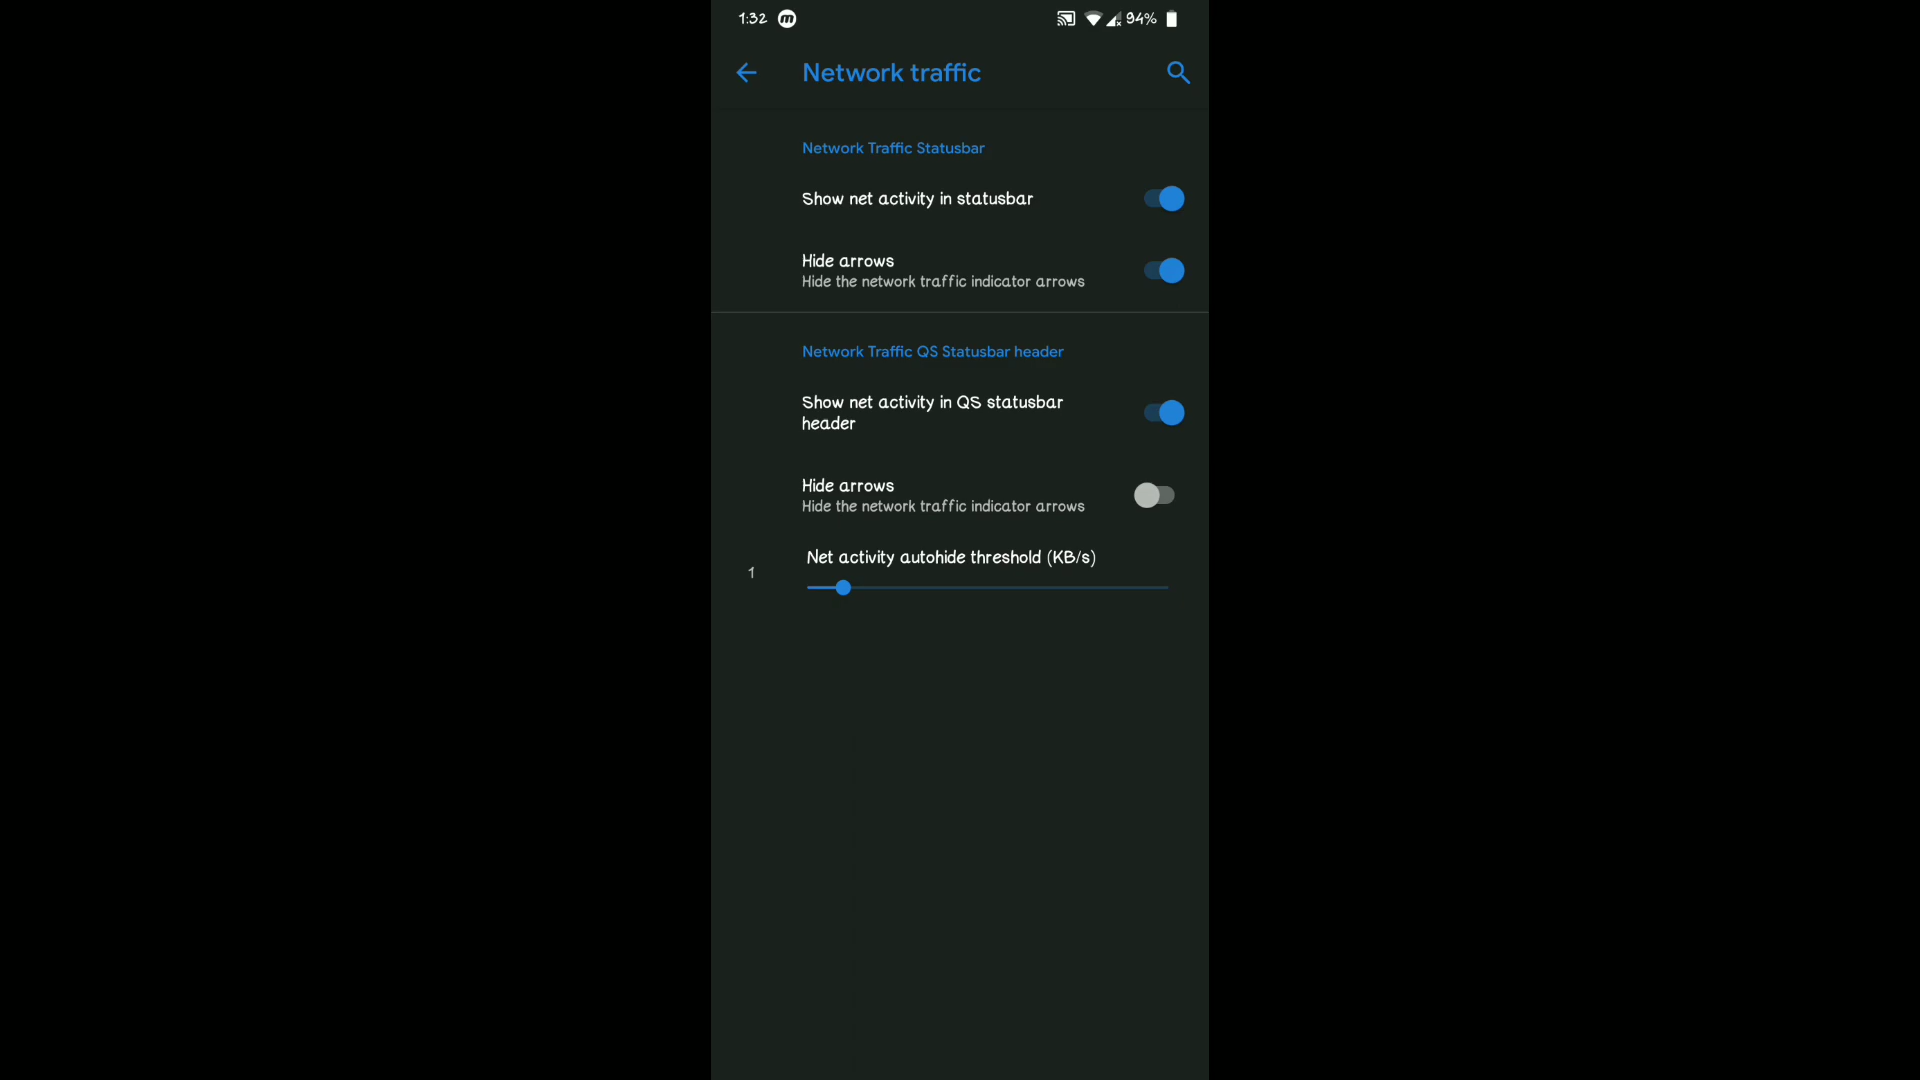 1:32 m 94%
Network traffic
Network Traffic Statusbar
Show net activity in statusbar
Hide arrows
Hide the network traffic indicator arrows
Network Traffic QS Statusbar header
Show net activity in QS statusbar
header
Hide arrows
Hide the network traffic indicator arrows
Net activity autohide threshold (KB/s)
1